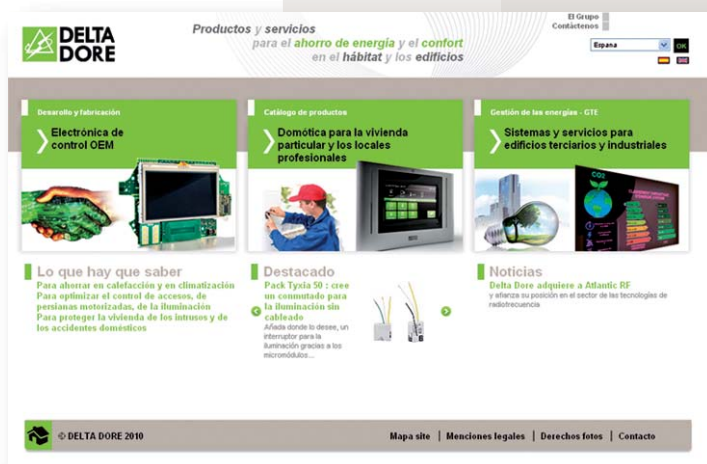 DELTA
DORE
Productos y servicios
para el ahorro de energía y el confort
en el hábitat y los edificios
El Grupo
Contáctenos
Espana
OK
Desarollo y fabricación
Electrónica de
control OEM
Catálogo de productos
Domótica para la vivienda
particular y los locales
profesionales
Gestión de las energías - GTE
Sistemas y servicios para
edificios terciarios y industriales
CO2
Lo que hay que saber
Para ahorrar en calefacción y en climatización
Para optimizar el control de accesos, de
persianas motorizadas, de la iluminación
Para proteger la vivienda de los intrusos y de
los accidentes domésticos
Destacado
Pack Tyxia 50 : cree
un conmutado para
la iluminación sin
cableado
Añada donde lo desee, un
interruptor para la
iluminación gracias a los
micromódulos...
Noticias
Delta Dore adquiere a Atlantic RF
y afianza su posición en el sector de las tecnologías de
radiofrecuencia
© DELTA DORE 2010
Mapa site | Menciones legales | Derechos fotos | Contacto